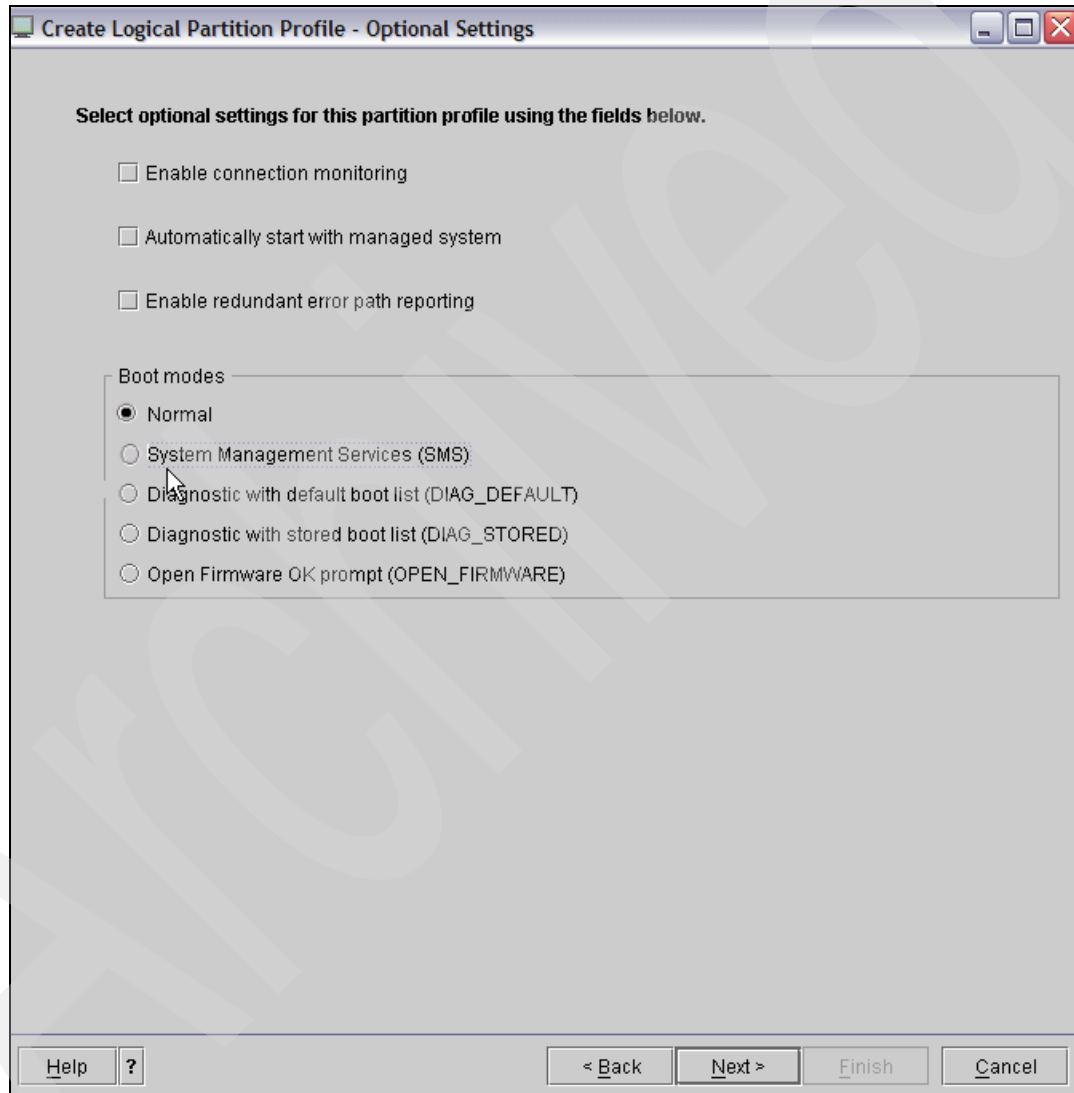 Create Logical Partition Profile - Optional Settings
Select optional settings for this partition profile using the fields below.
Enable connection monitoring
Automatically start with managed system
Enable redundant error path reporting
Boot modes
Normal
System Management Services (SMS)
Diagnostic with default boot list (DIAG_DEFAULT)
Diagnostic with stored boot list (DIAG_STORED)
Open Firmware OK prompt (OPEN_FIRMWARE)
Help ? < Back Next > Finish Cancel
Archived